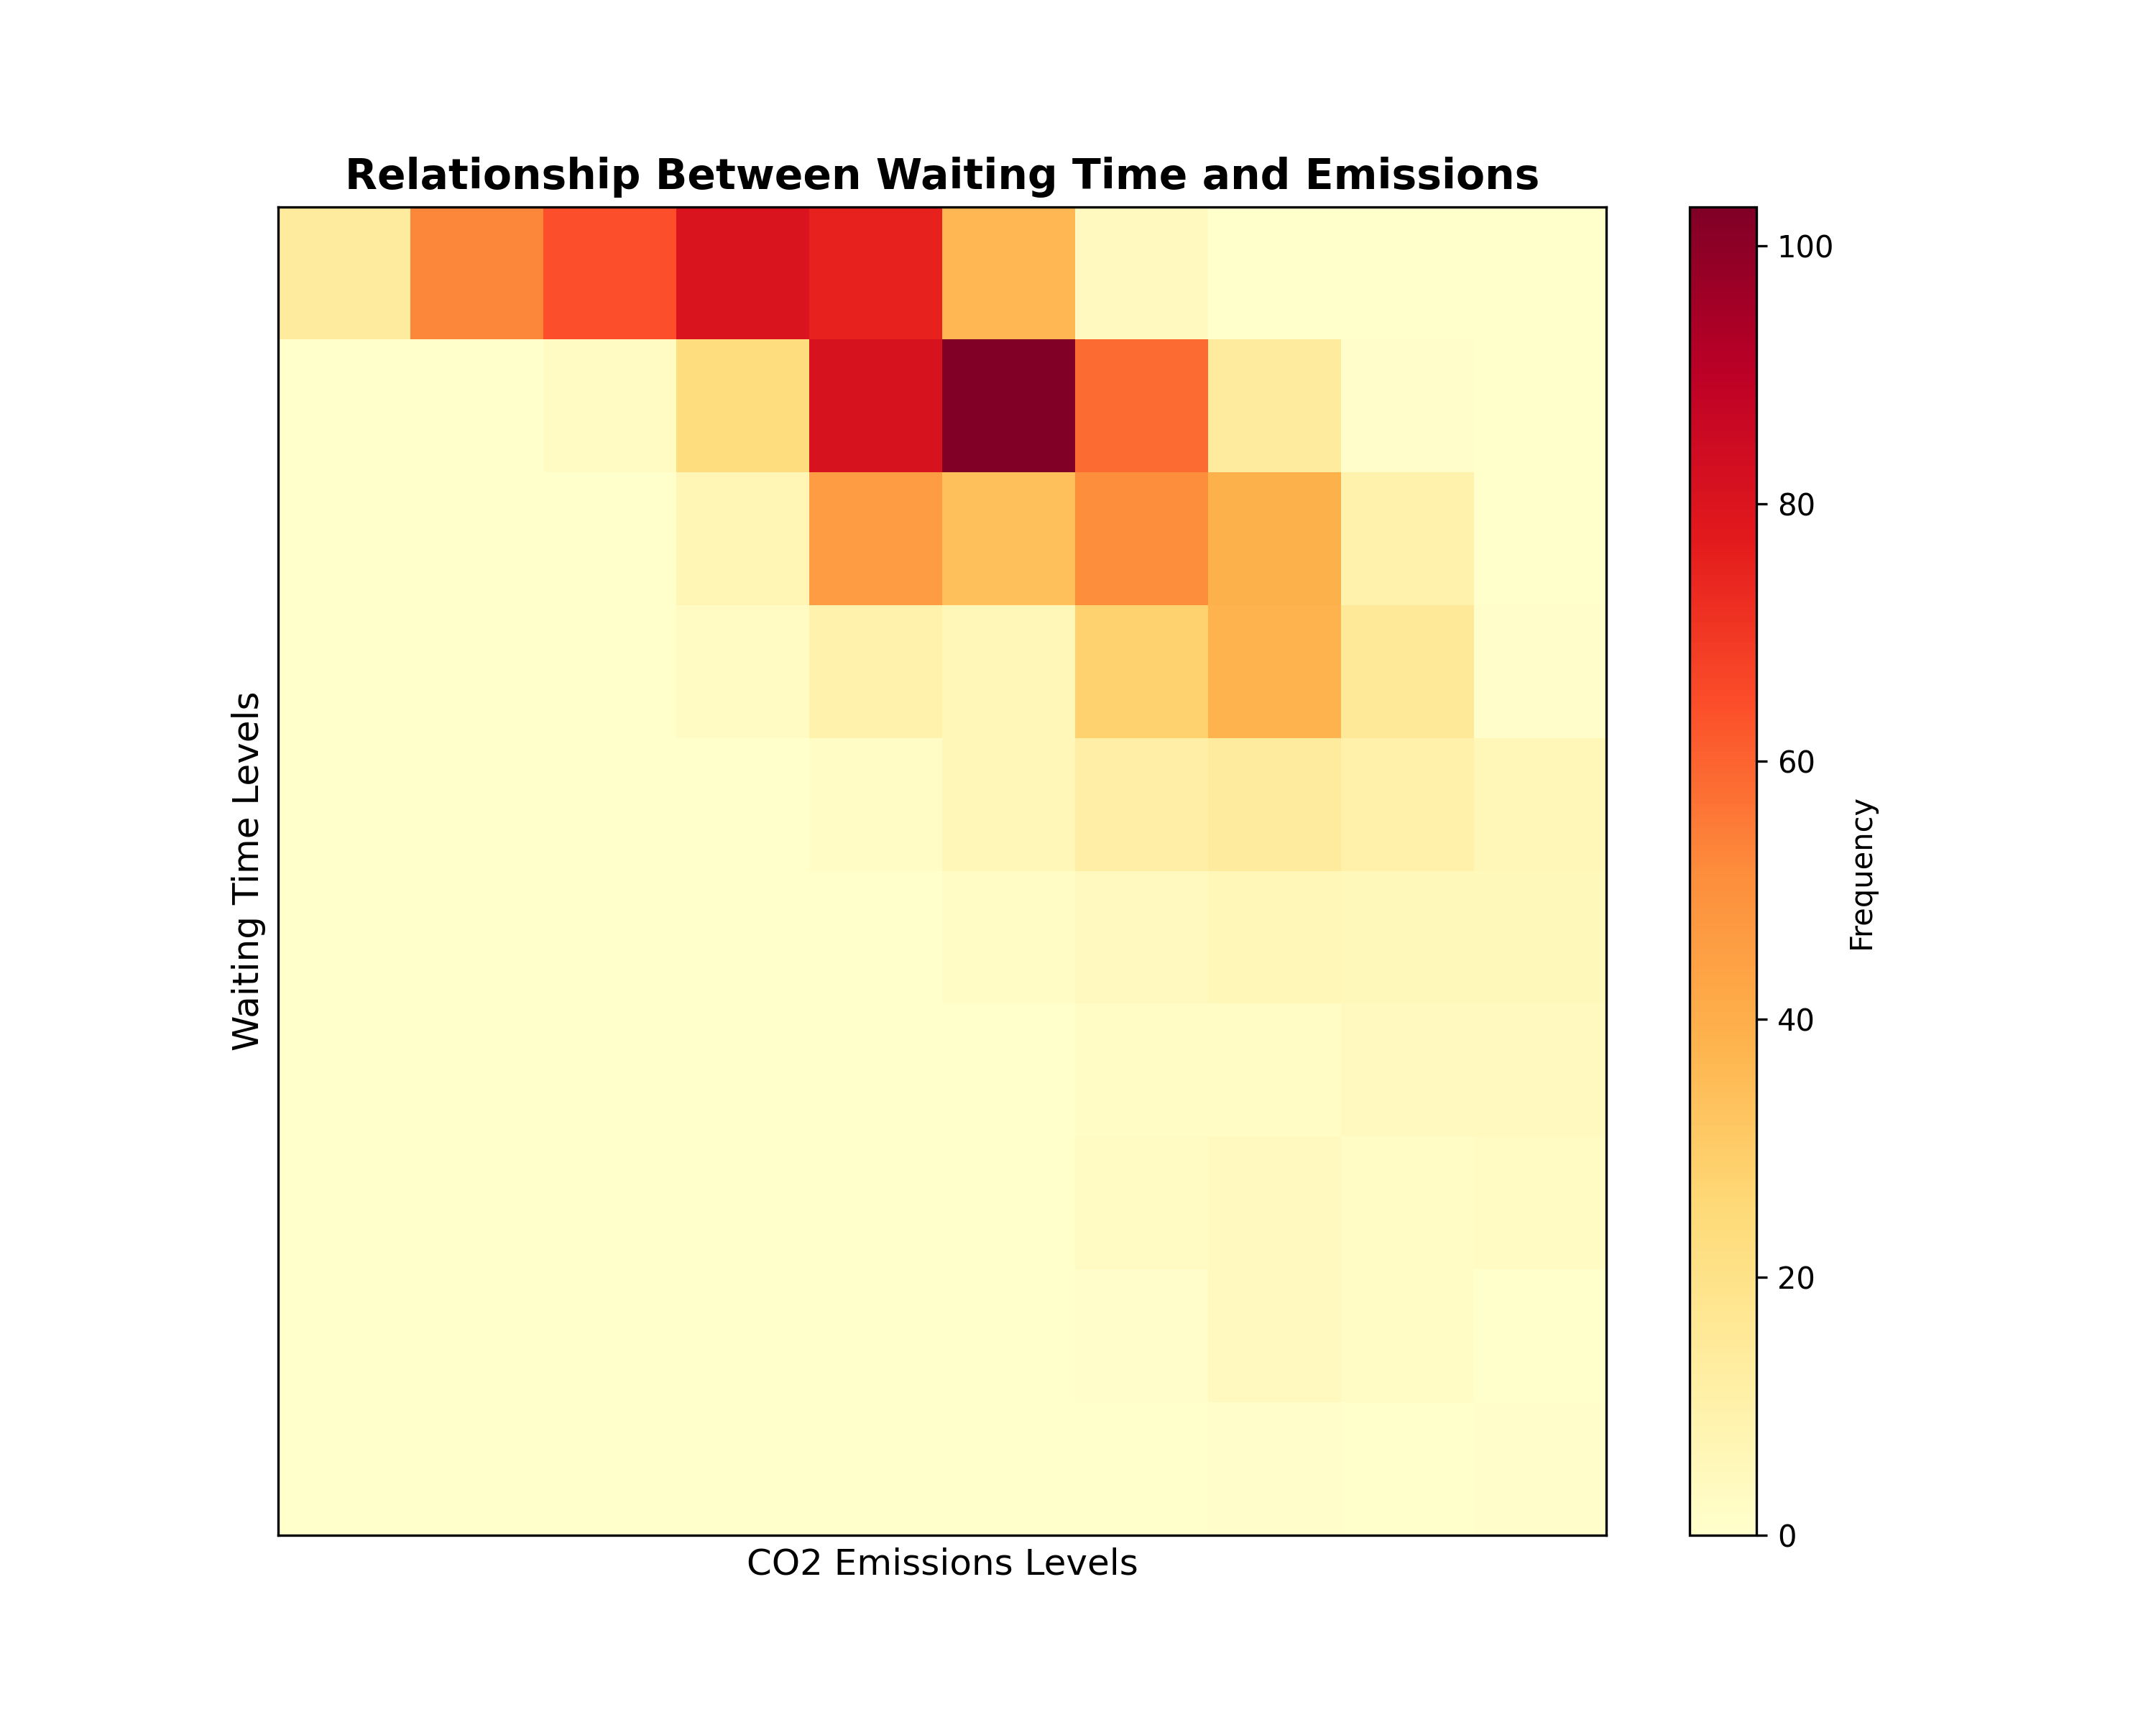 Relationship Between Waiting Time and Emissions
Waiting Time Levels
CO2 Emissions Levels
100
80
60
40
20
0
Frequency